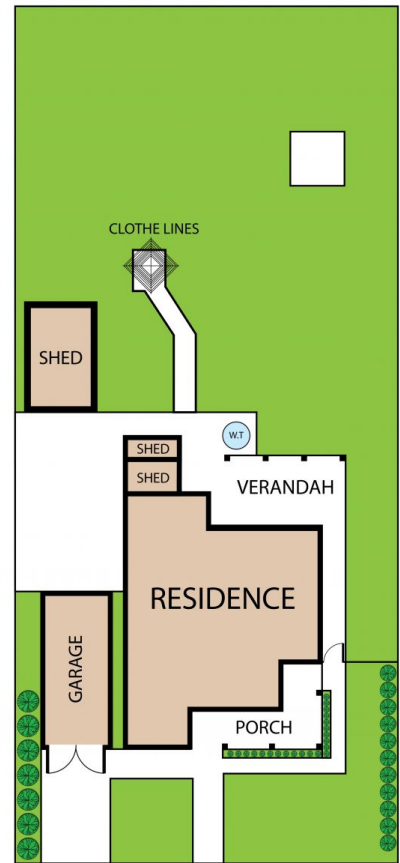 CLOTHE LINES
SHED
W.T
SHED
SHED
VERANDAH
RESIDENCE
GARAGE
PORCH